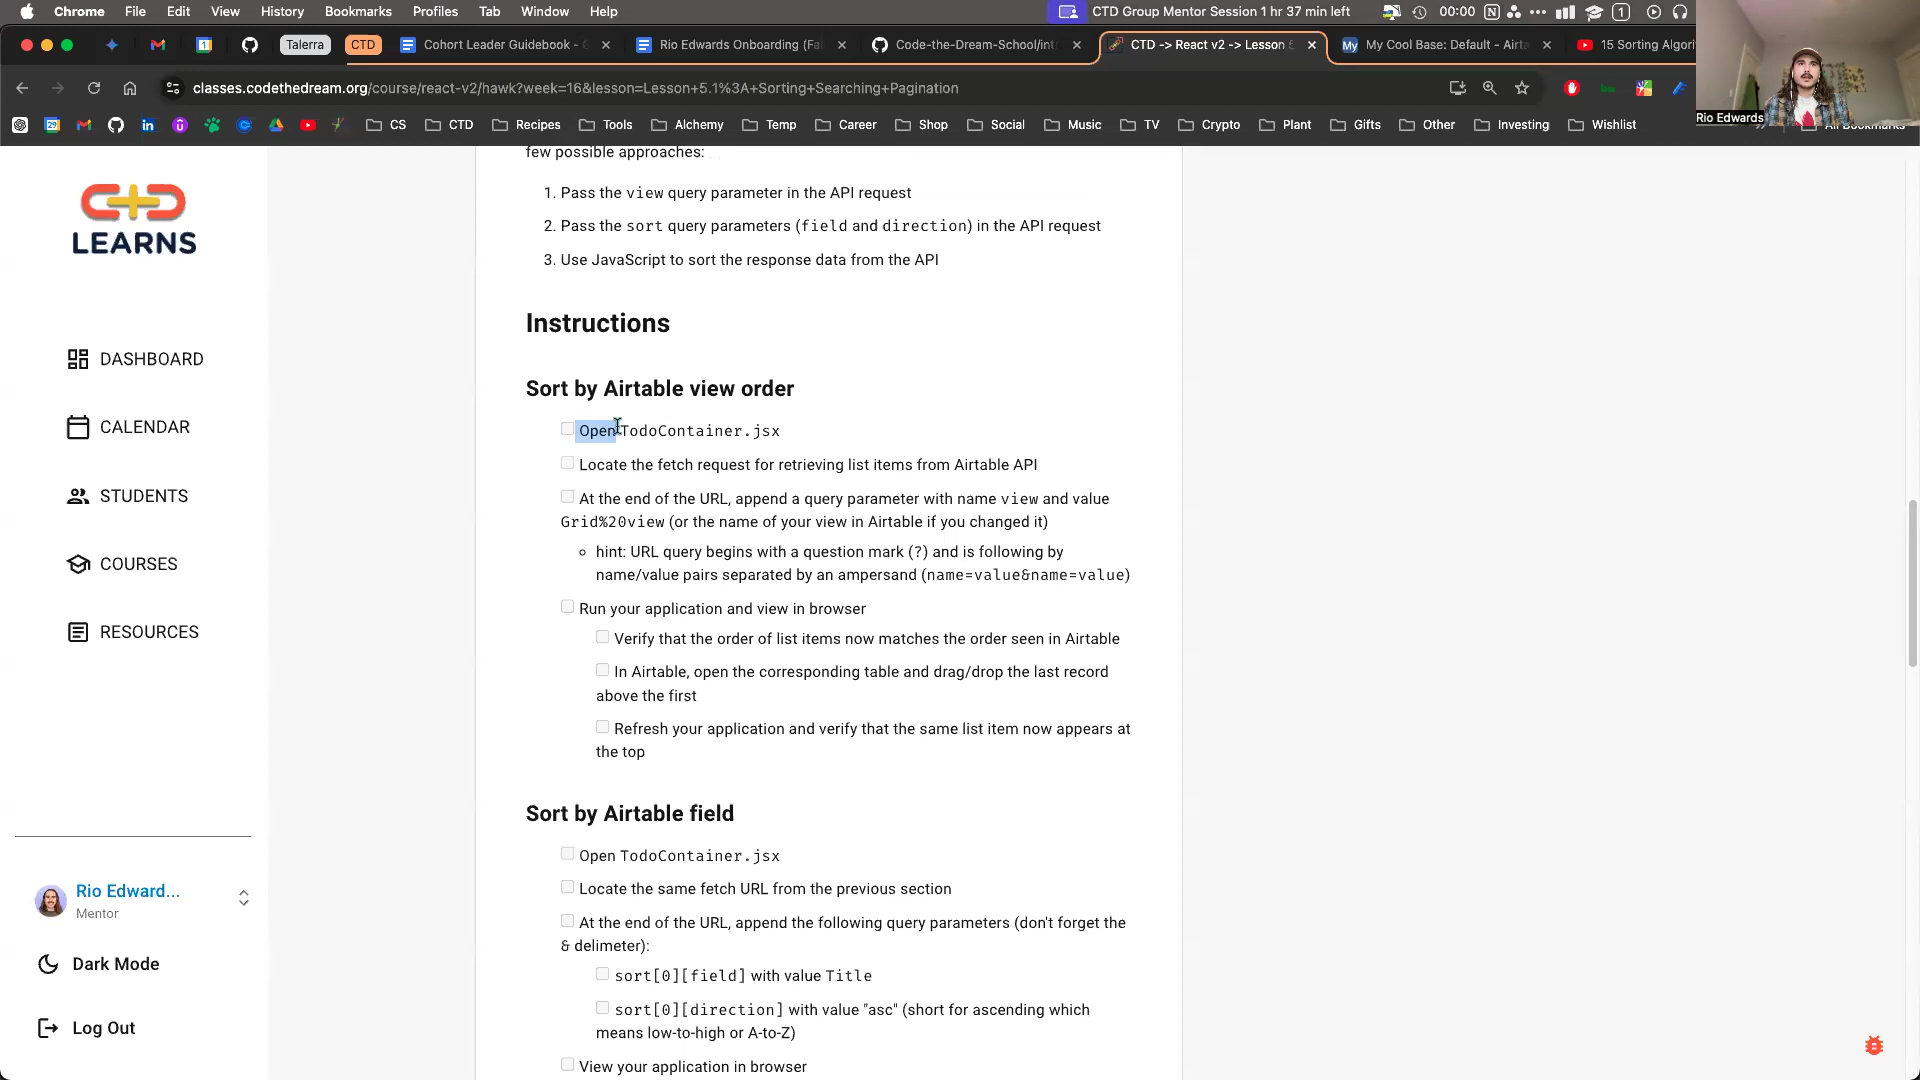 Chrome File Edit View History Bookmarks Profiles Tab Window Help CTD Group Mentor Session 1 hr 37 min left 00:00 1
Talerra CTD Cohort Leader Guidebook - Rio Edwards Onboarding (Fal Code-the-Dream-School/int CTD -> React v2 -> Lesson 5 My Cool Base: Default - Airta 15 Sorting Algori
classes.codethedream.org/course/react-v2/hawk?week=16&lesson=Lesson+5.1%3A+Sorting+Searching+Pagination
CS CTD Recipes Tools Alchemy Temp Career Shop Social Music TV Crypto Plant Gifts Other Investing Wishlist All Bookmarks
Rio Edwards
LEARNS
DASHBOARD
CALENDAR
STUDENTS
COURSES
RESOURCES
Rio Edward...
Mentor
Dark Mode
Log Out
few possible approaches:
1. Pass the view query parameter in the API request
2. Pass the sort query parameters (field and direction) in the API request
3. Use JavaScript to sort the response data from the API
Instructions
Sort by Airtable view order
Open TodoContainer.jsx
Locate the fetch request for retrieving list items from Airtable API
At the end of the URL, append a query parameter with name view and value
Grid%20view (or the name of your view in Airtable if you changed it)
hint: URL query begins with a question mark (?) and is following by
name/value pairs separated by an ampersand (name=value&name=value)
Run your application and view in browser
Verify that the order of list items now matches the order seen in Airtable
In Airtable, open the corresponding table and drag/drop the last record
above the first
Refresh your application and verify that the same list item now appears at
the top
Sort by Airtable field
Open TodoContainer.jsx
Locate the same fetch URL from the previous section
At the end of the URL, append the following query parameters (don't forget the
& delimeter):
sort[0][field] with value Title
sort[0][direction] with value "asc" (short for ascending which
means low-to-high or A-to-Z)
View your application in browser